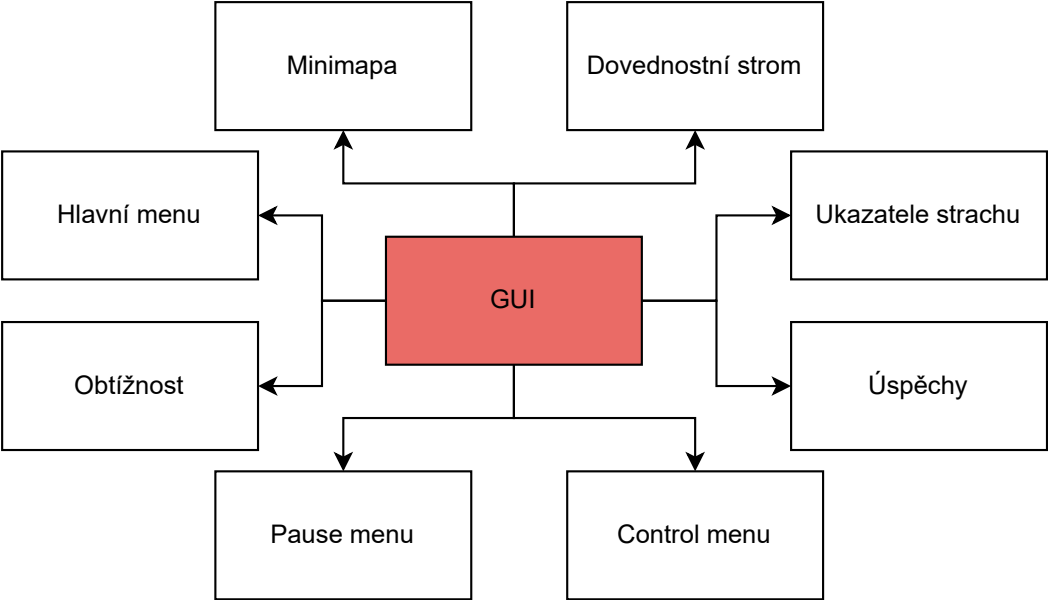 Minimapa
Dovednostní strom
Hlavní menu
Ukazatele strachu
GUI
Obtížnost
Úspěchy
Pause menu
Control menu